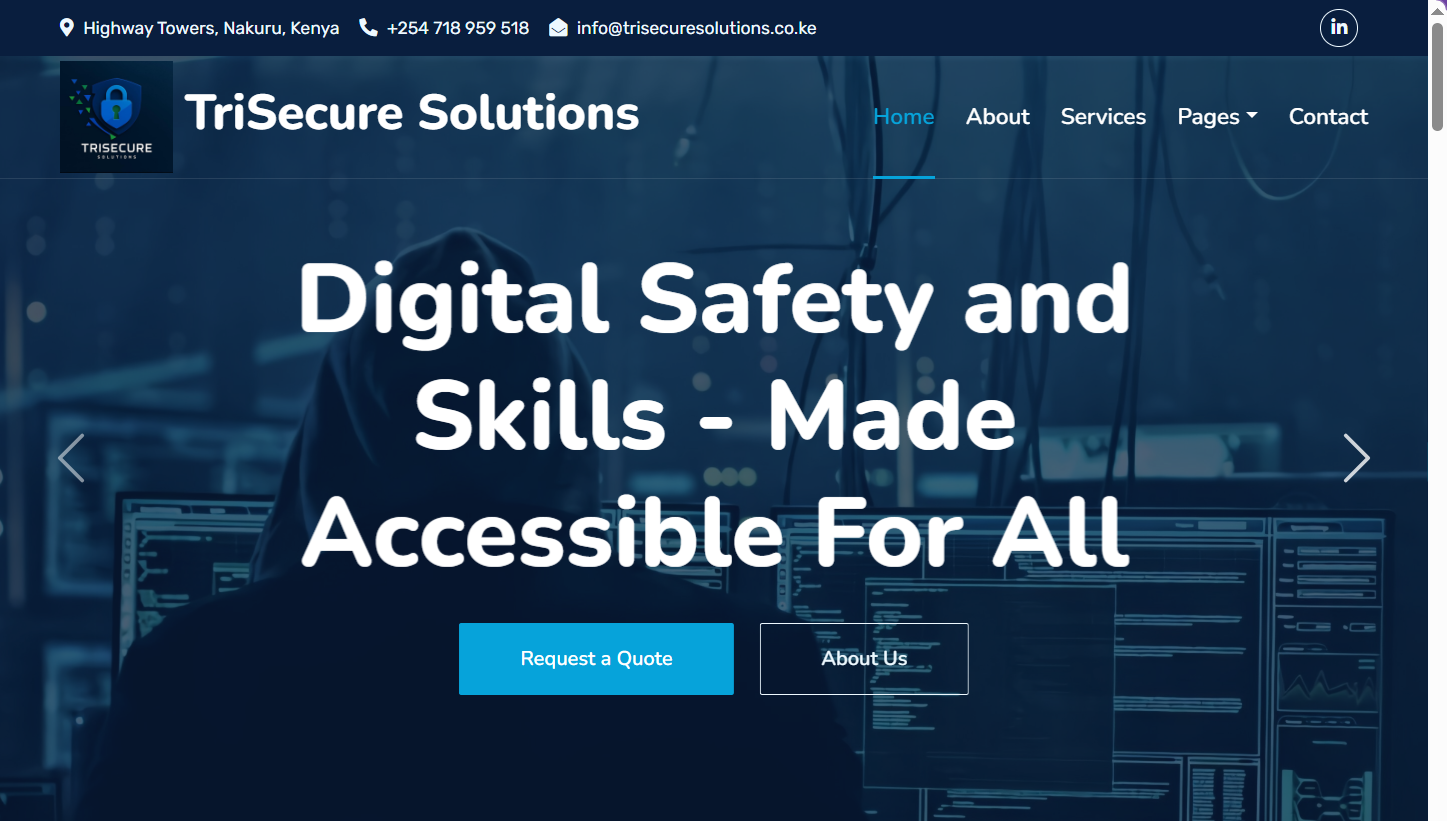 Highway Towers, Nakuru, Kenya +254 718 959 518 info@trisecuresolutions.co.ke in
TRISECURE
SOLUTIONS
TriSecure Solutions
Home About Services Pages Contact
Digital Safety and
Skills - Made
Accessible For All
Request a Quote About Us